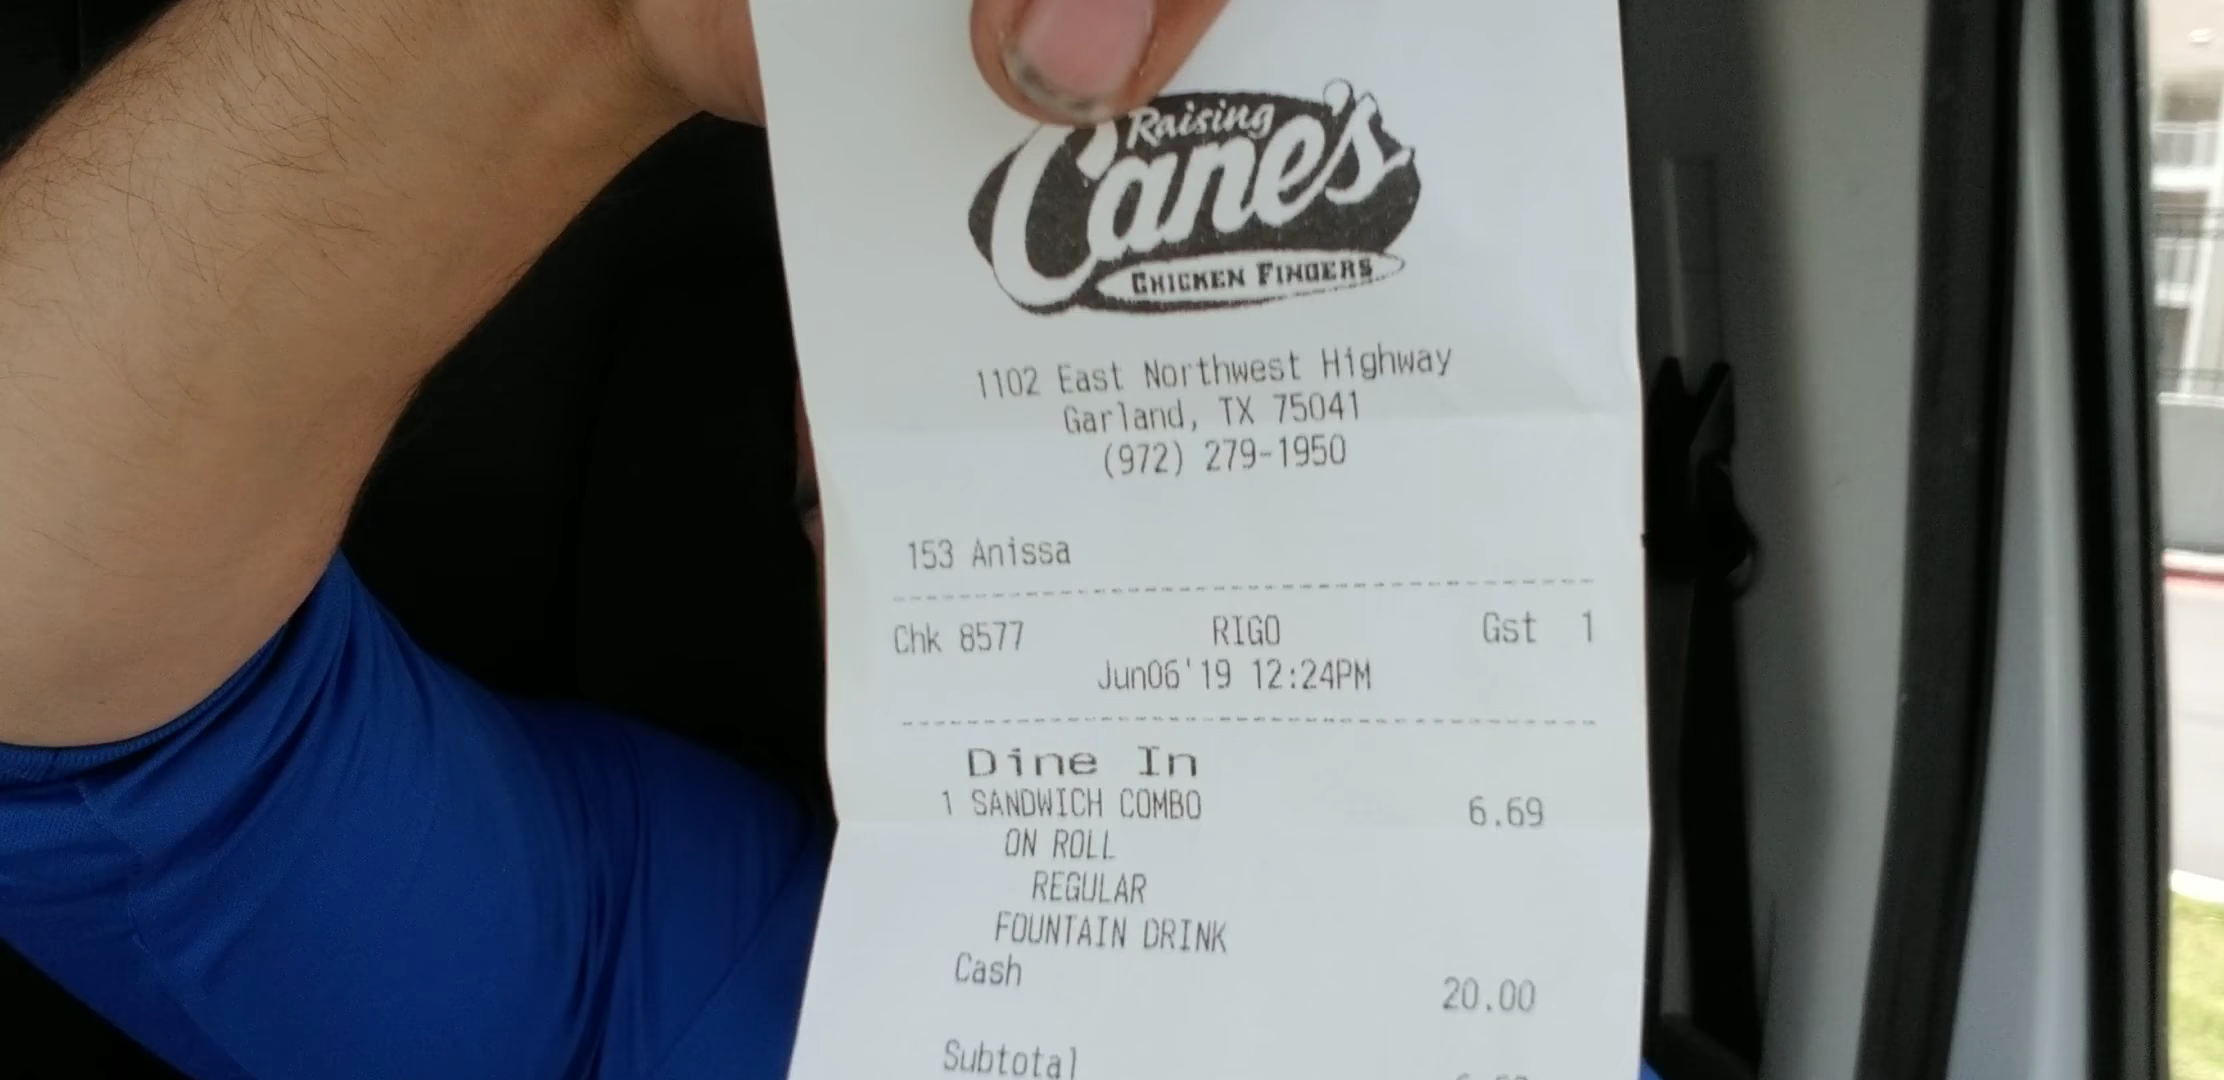 Raising
Cane's
CHICKEN FINGERS
1102 East Northwest Highway
Garland, TX 75041
(972) 279-1950
153 Anissa
Chk 8577 RIGO Gst 1
Jun06'19 12:24PM
Dine In
1 SANDWICH COMBO 6.69
ON ROLL
REGULAR
FOUNTAIN DRINK
Cash 20.00
Subtotal